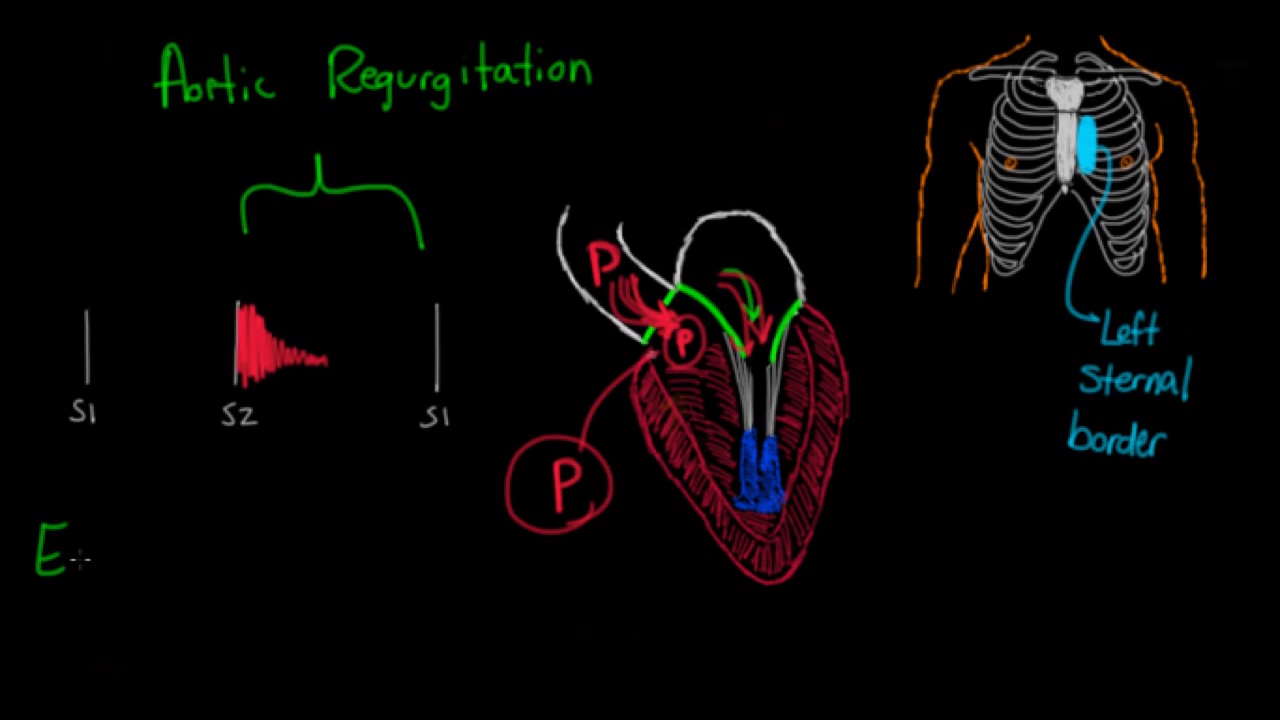 Aortic Regurgitation
S1
S2
S1
P
P
P
Left
Sternal
border
E